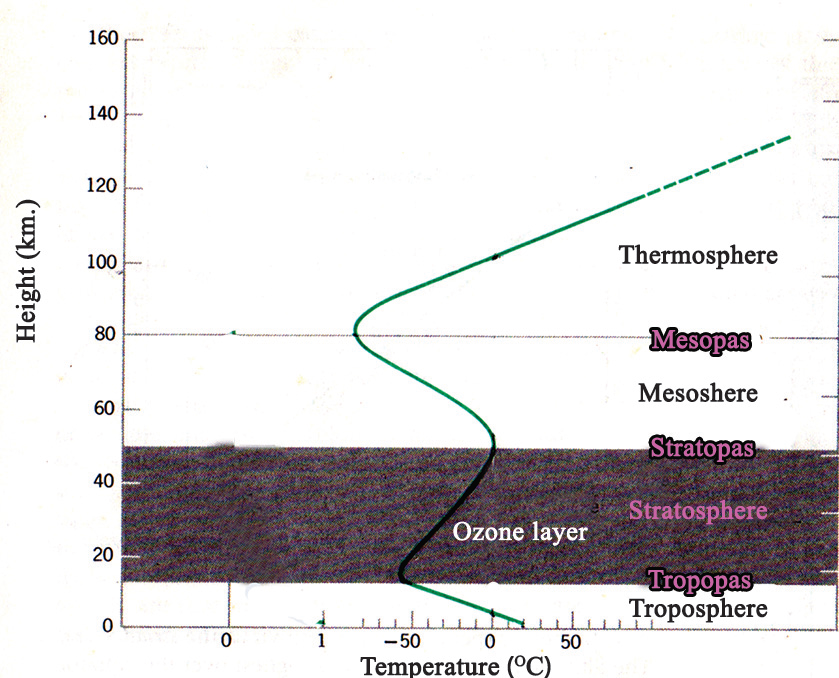 160
140
120
100
80
60
40
20
0
Height (km.)
Thermosphere
Mesopas
Mesoshere
Stratopas
Stratosphere
Ozone layer
Tropopas
Troposphere
0 1 −50 0 50
Temperature (°C)